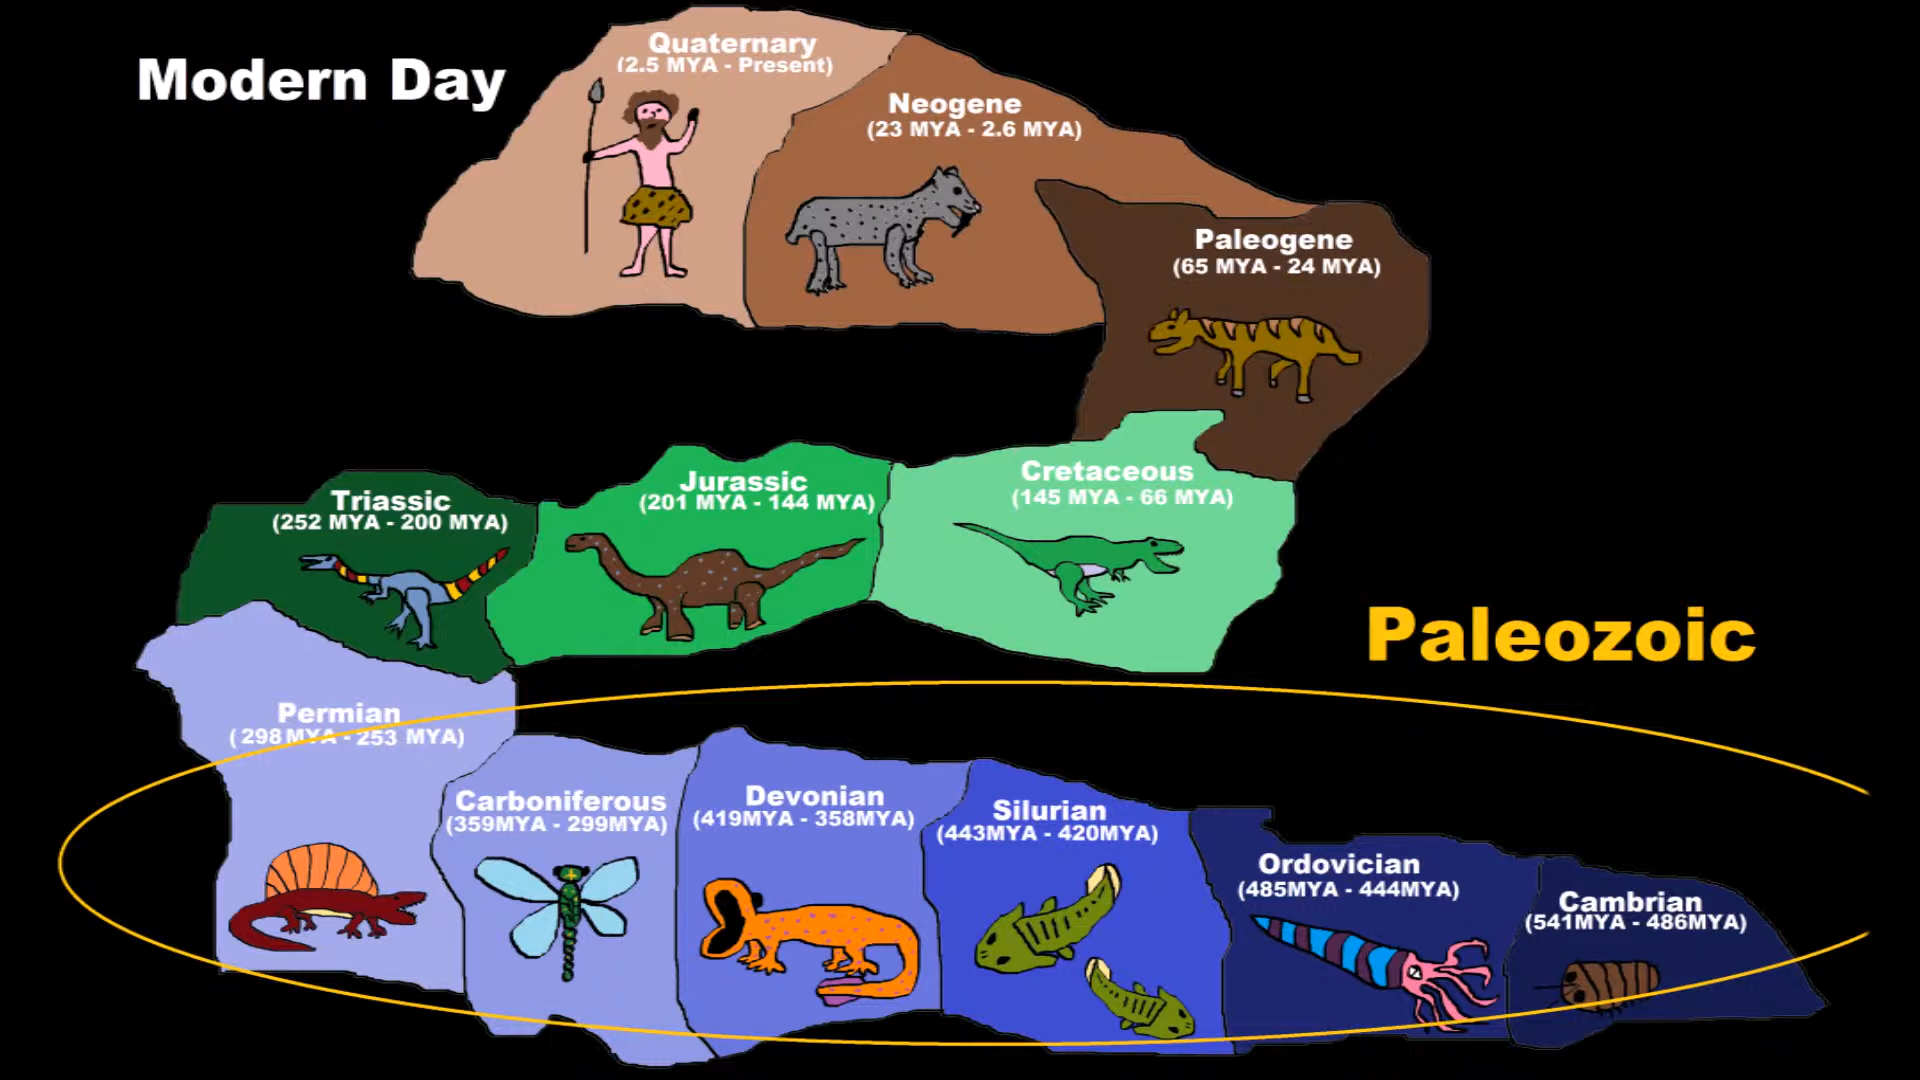 Modern Day
Quaternary
(2.5 MYA - Present)
Neogene
(23 MYA - 2.6 MYA)
Paleogene
(65 MYA - 24 MYA)
Triassic
(252 MYA - 200 MYA)
Jurassic
(201 MYA - 144 MYA)
Cretaceous
(145 MYA - 66 MYA)
Paleozoic
Permian
(298 MYA - 253 MYA)
Carboniferous
(359MYA - 299MYA)
Devonian
(419MYA - 358MYA)
Silurian
(443MYA - 420MYA)
Ordovician
(485MYA - 444MYA)
Cambrian
(541MYA - 486MYA)